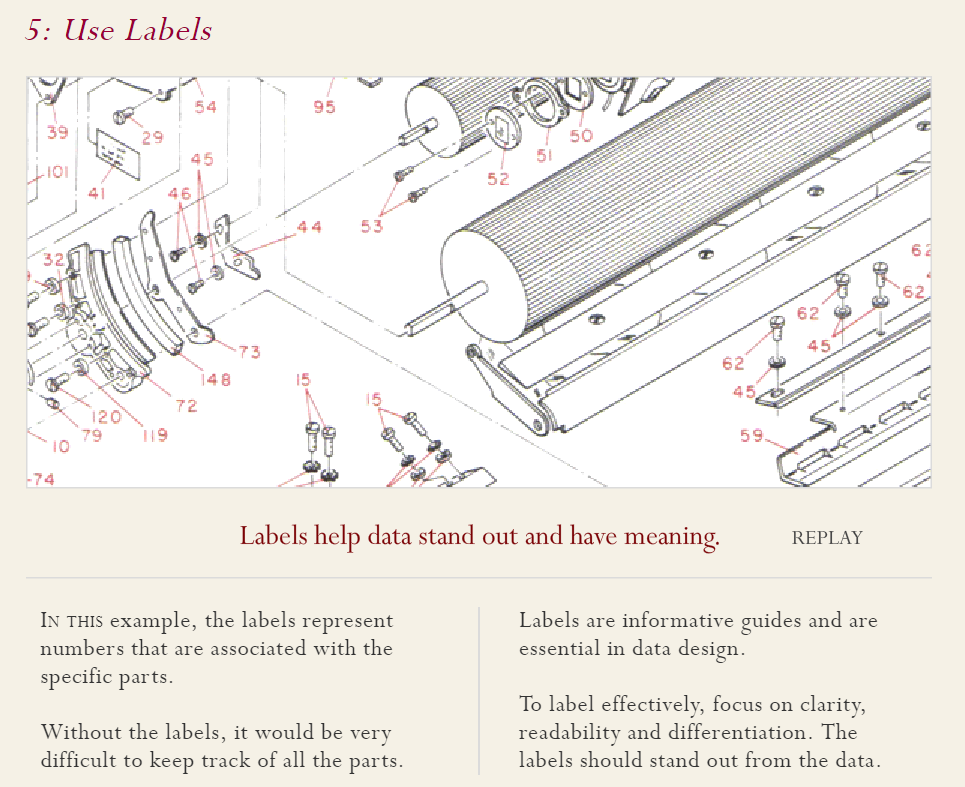 5: Use Labels
54
95
39
29
50
101
45
51
41
46
52
44
53
32
62
62
62
45
73
62
148
15
45
72
15
120
79
119
59
10
-74
Labels help data stand out and have meaning.
REPLAY
IN THIS example, the labels represent
numbers that are associated with the
specific parts.
Without the labels, it would be very
difficult to keep track of all the parts.
Labels are informative guides and are
essential in data design.
To label effectively, focus on clarity,
readability and differentiation. The
labels should stand out from the data.